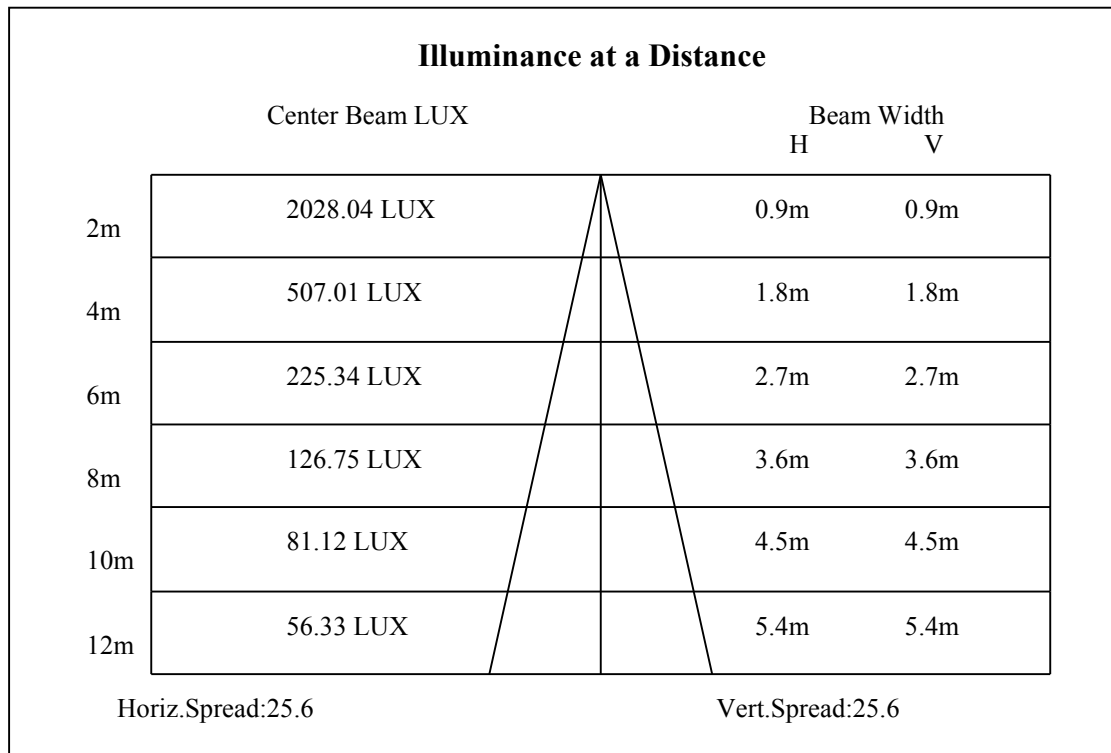 Illuminance at a Distance
Center Beam LUX Beam Width
H V
2m 2028.04 LUX 0.9m 0.9m
4m 507.01 LUX 1.8m 1.8m
6m 225.34 LUX 2.7m 2.7m
8m 126.75 LUX 3.6m 3.6m
10m 81.12 LUX 4.5m 4.5m
12m 56.33 LUX 5.4m 5.4m
Horiz.Spread:25.6 Vert.Spread:25.6